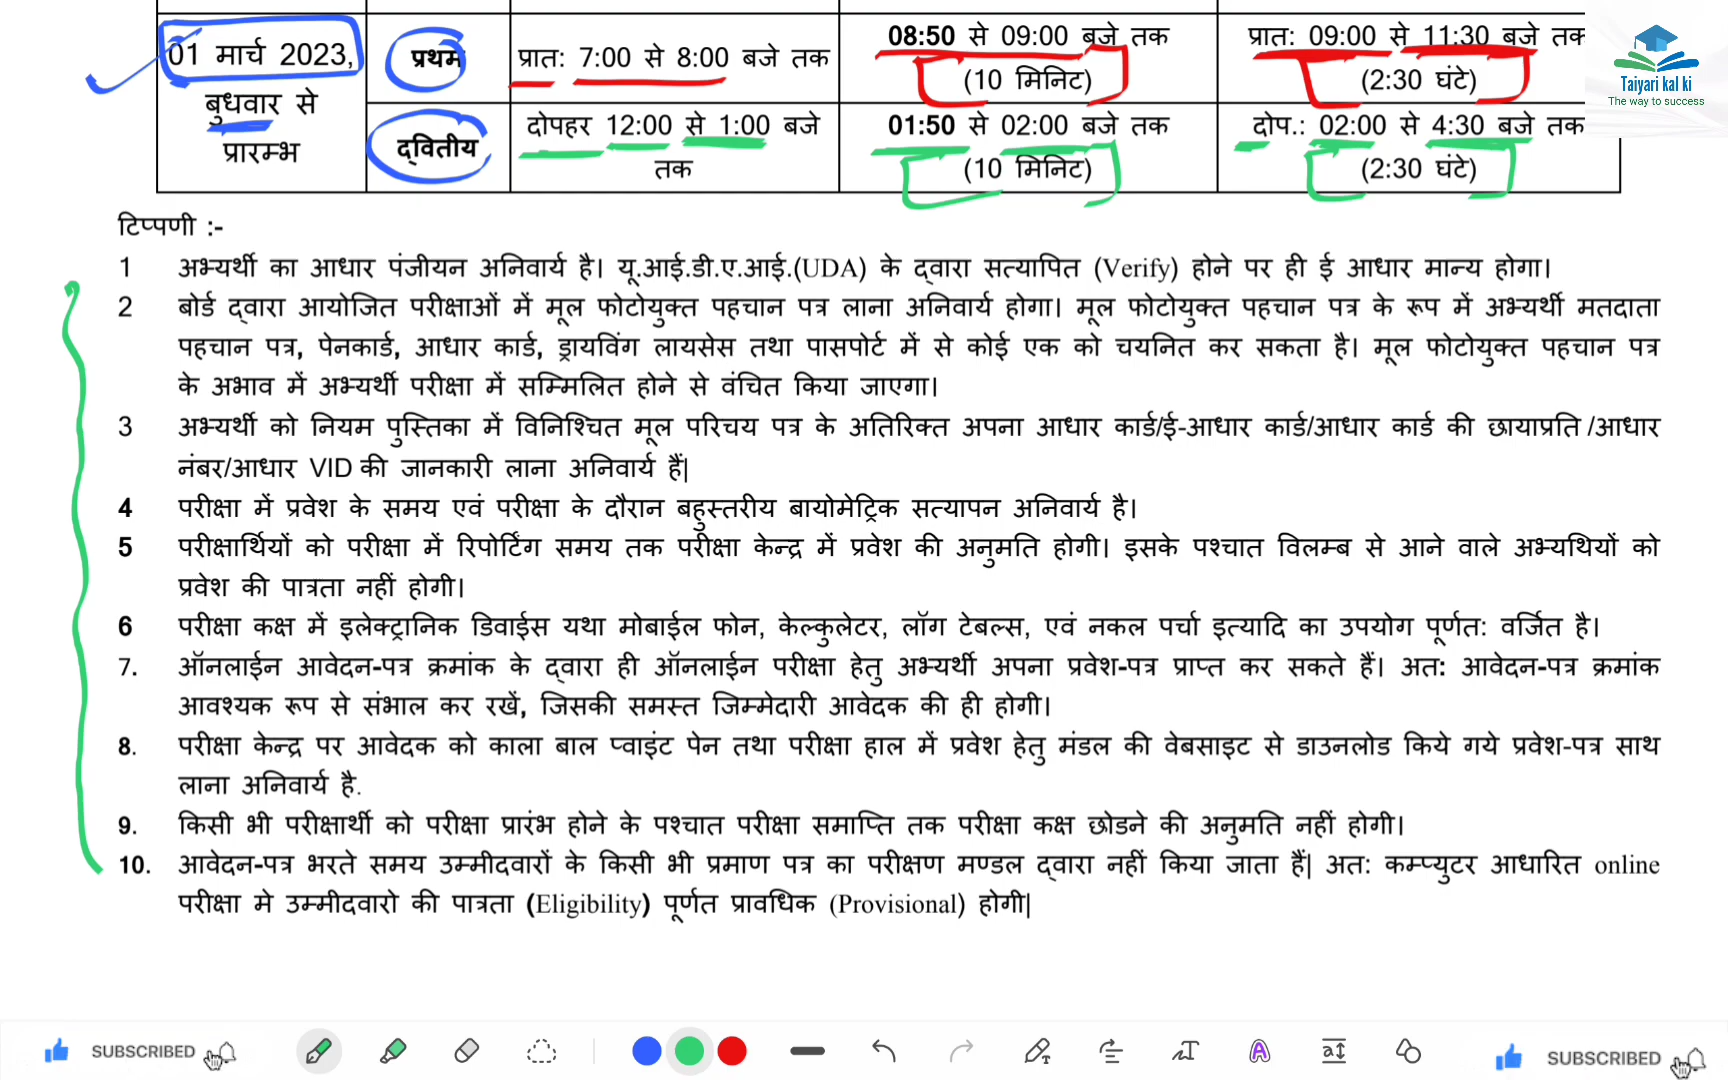 01 मार्च 2023,
बुधवार से
प्रारम्भ
प्रथम
प्रात: 7:00 से 8:00 बजे तक
08:50 से 09:00 बजे तक
(10 मिनिट)
प्रात: 09:00 से 11:30 बजे तक
(2:30 घंटे)
द्वितीय
दोपहर 12:00 से 1:00 बजे
तक
01:50 से 02:00 बजे तक
(10 मिनिट)
दोप.: 02:00 से 4:30 बजे तक
(2:30 घंटे)
Taiyari kal ki
The way to success
टिप्पणी :-
1 अभ्यर्थी का आधार पंजीयन अनिवार्य है। यू.आई.डी.ए.आई.(UDA) के द्वारा सत्यापित (Verify) होने पर ही ई आधार मान्य होगा।
2 बोर्ड द्वारा आयोजित परीक्षाओं में मूल फोटोयुक्त पहचान पत्र लाना अनिवार्य होगा। मूल फोटोयुक्त पहचान पत्र के रूप में अभ्यर्थी मतदाता
पहचान पत्र, पेनकार्ड, आधार कार्ड, ड्रायविंग लायसेस तथा पासपोर्ट में से कोई एक को चयनित कर सकता है। मूल फोटोयुक्त पहचान पत्र
के अभाव में अभ्यर्थी परीक्षा में सम्मिलित होने से वंचित किया जाएगा।
3 अभ्यर्थी को नियम पुस्तिका में विनिश्चित मूल परिचय पत्र के अतिरिक्त अपना आधार कार्ड/ई-आधार कार्ड/आधार कार्ड की छायाप्रति /आधार
नंबर/आधार VID की जानकारी लाना अनिवार्य हैं|
4 परीक्षा में प्रवेश के समय एवं परीक्षा के दौरान बहुस्तरीय बायोमेट्रिक सत्यापन अनिवार्य है।
5 परीक्षार्थियों को परीक्षा में रिपोर्टिंग समय तक परीक्षा केन्द्र में प्रवेश की अनुमति होगी। इसके पश्चात विलम्ब से आने वाले अभ्यथियों को
प्रवेश की पात्रता नहीं होगी।
6 परीक्षा कक्ष में इलेक्ट्रानिक डिवाईस यथा मोबाईल फोन, केल्कुलेटर, लॉग टेबल्स, एवं नकल पर्चा इत्यादि का उपयोग पूर्णत: वर्जित है।
7. ऑनलाईन आवेदन-पत्र क्रमांक के द्वारा ही ऑनलाईन परीक्षा हेतु अभ्यर्थी अपना प्रवेश-पत्र प्राप्त कर सकते हैं। अत: आवेदन-पत्र क्रमांक
आवश्यक रूप से संभाल कर रखें, जिसकी समस्त जिम्मेदारी आवेदक की ही होगी।
8. परीक्षा केन्द्र पर आवेदक को काला बाल प्वाइंट पेन तथा परीक्षा हाल में प्रवेश हेतु मंडल की वेबसाइट से डाउनलोड किये गये प्रवेश-पत्र साथ
लाना अनिवार्य है.
9. किसी भी परीक्षार्थी को परीक्षा प्रारंभ होने के पश्चात परीक्षा समाप्ति तक परीक्षा कक्ष छोडने की अनुमति नहीं होगी।
10. आवेदन-पत्र भरते समय उम्मीदवारों के किसी भी प्रमाण पत्र का परीक्षण मण्डल द्वारा नहीं किया जाता हैं| अत: कम्प्युटर आधारित online
परीक्षा मे उम्मीदवारो की पात्रता (Eligibility) पूर्णत प्रावधिक (Provisional) होगी|
SUBSCRIBED
SUBSCRIBED